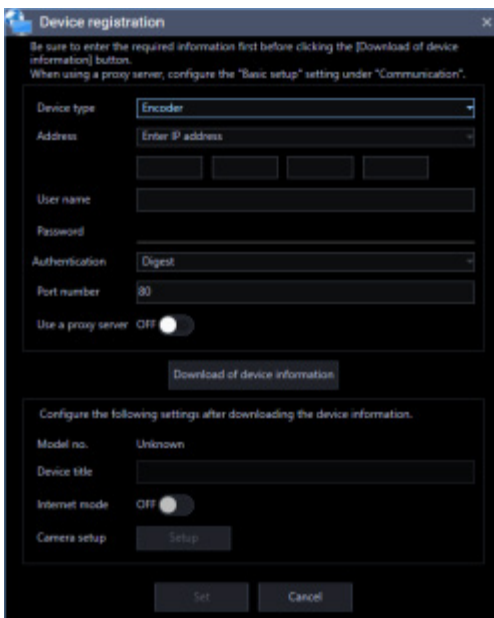 Device registration
Be sure to enter the required information first before clicking the [Download of device
information] button.
When using a proxy server, configure the "Basic setup" setting under "Communication".
Device type Encoder
Address Enter IP address
User name
Password
Authentication Digest
Port number 80
Use a proxy server OFF
Download of device information
Configure the following settings after downloading the device information.
Model no. Unknown
Device title
Internet mode OFF
Camera setup Setup
Set Cancel